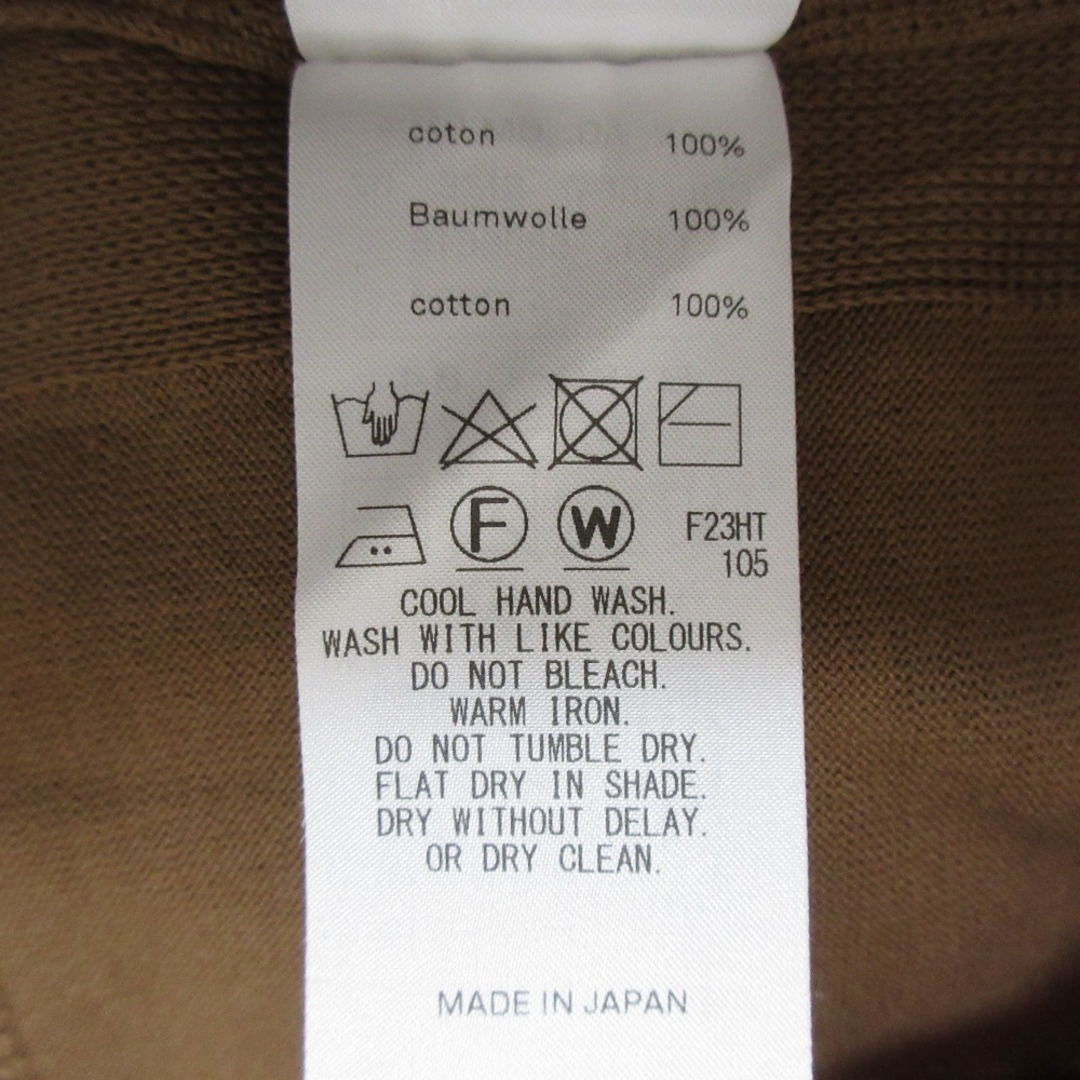 coton 100%
Baumwolle 100%
cotton 100%
F W F23HT
105
COOL HAND WASH.
WASH WITH LIKE COLOURS.
DO NOT BLEACH.
WARM IRON.
DO NOT TUMBLE DRY.
FLAT DRY IN SHADE.
DRY WITHOUT DELAY.
OR DRY CLEAN.
MADE IN JAPAN